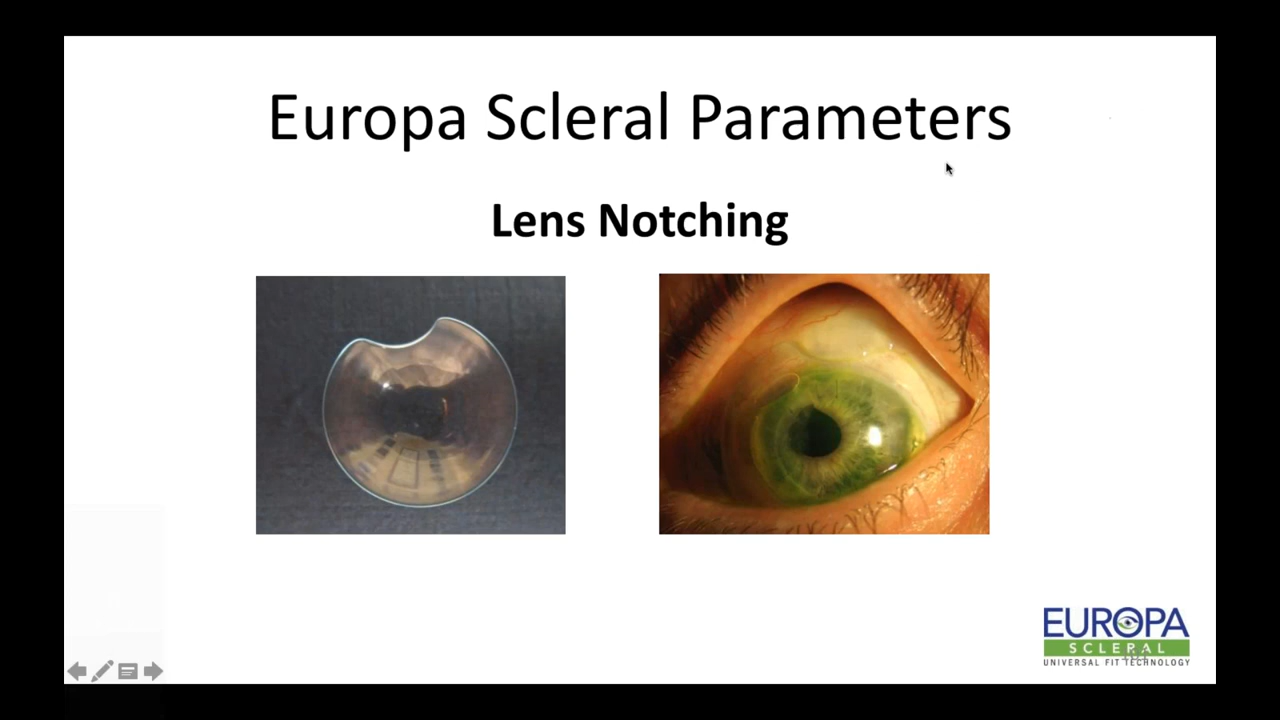 Europa Scleral Parameters
Lens Notching
EUROPA
SCLERAL
UNIVERSAL FIT TECHNOLOGY